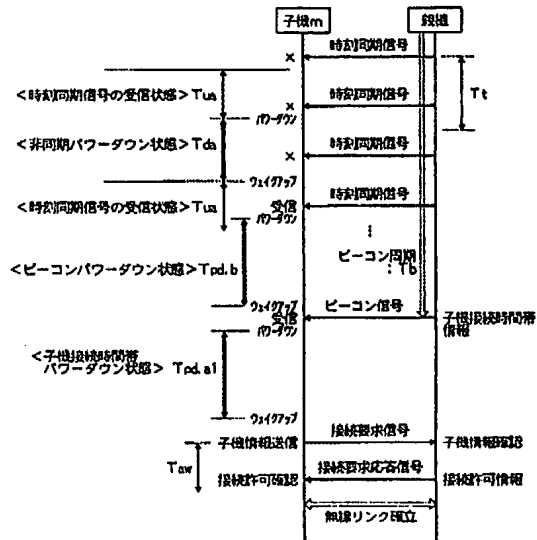 子機m 親機
時刻同期信号
×
Tt
<時刻同期信号の受信状態>Tua
時刻同期信号
×
パワーダウン
<非同期パワーダウン状態>Tda
時刻同期信号
×
ウェイクアップ
時刻同期信号
<時刻同期信号の受信状態>Tua
受信
パワーダウン
⋮
ビーコン周期
:Tb
<ビーコンパワーダウン状態>Tpd.b
ウェイクアップ
ビーコン信号
受信
子機接続時間帯
情報
パワーダウン
<子機接続時間帯
パワーダウン状態> Tpd.a1
ウェイクアップ
接続要求信号
子機情報送信
子機情報確認
Taw
接続要求応答信号
接続許可確認
接続許可情報
無線リンク確立